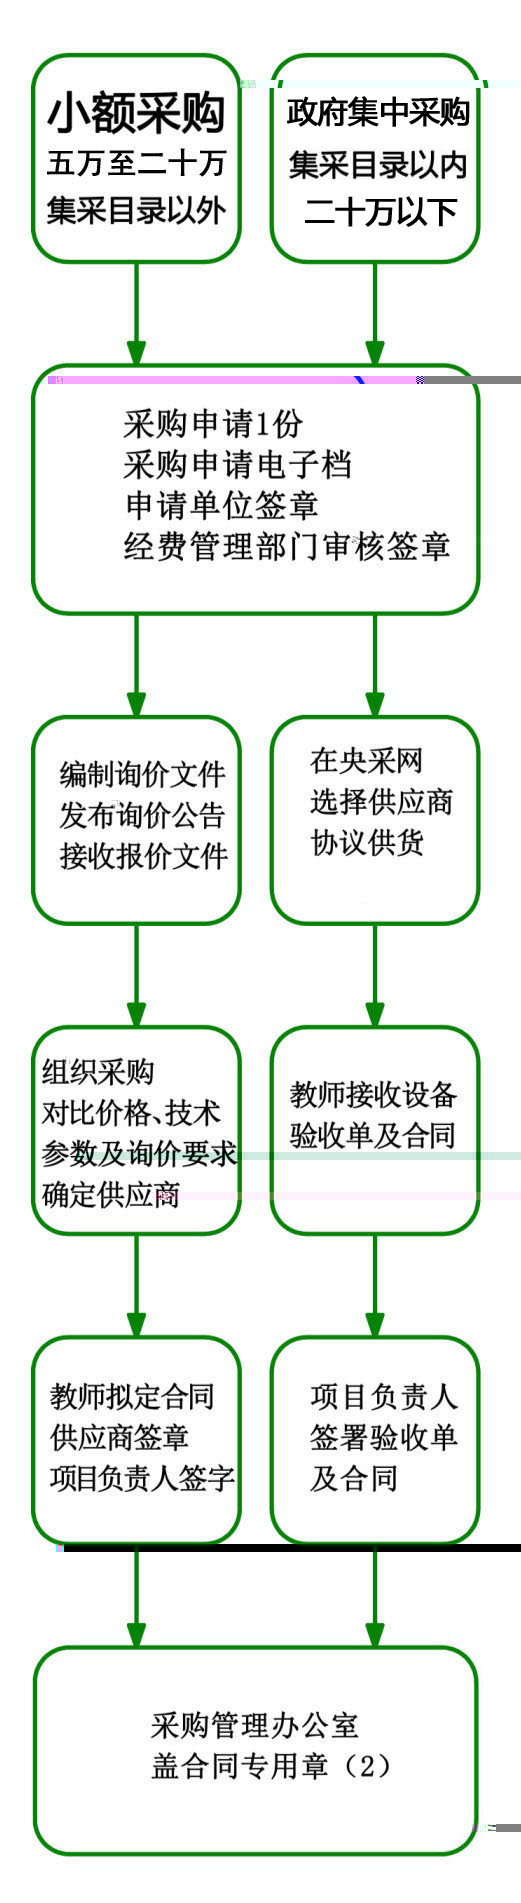 小额采购
五万至二十万
集采目录以外
政府集中采购
集采目录以内
二十万以下
采购申请1份
采购申请电子档
申请单位签章
经费管理部门审核签章
编制询价文件
发布询价公告
接收报价文件
在央采网
选择供应商
协议供货
组织采购
对比价格、技术
参数及询价要求
确定供应商
教师接收设备
验收单及合同
教师拟定合同
供应商签章
项目负责人签字
项目负责人
签署验收单
及合同
采购管理办公室
盖合同专用章（2）